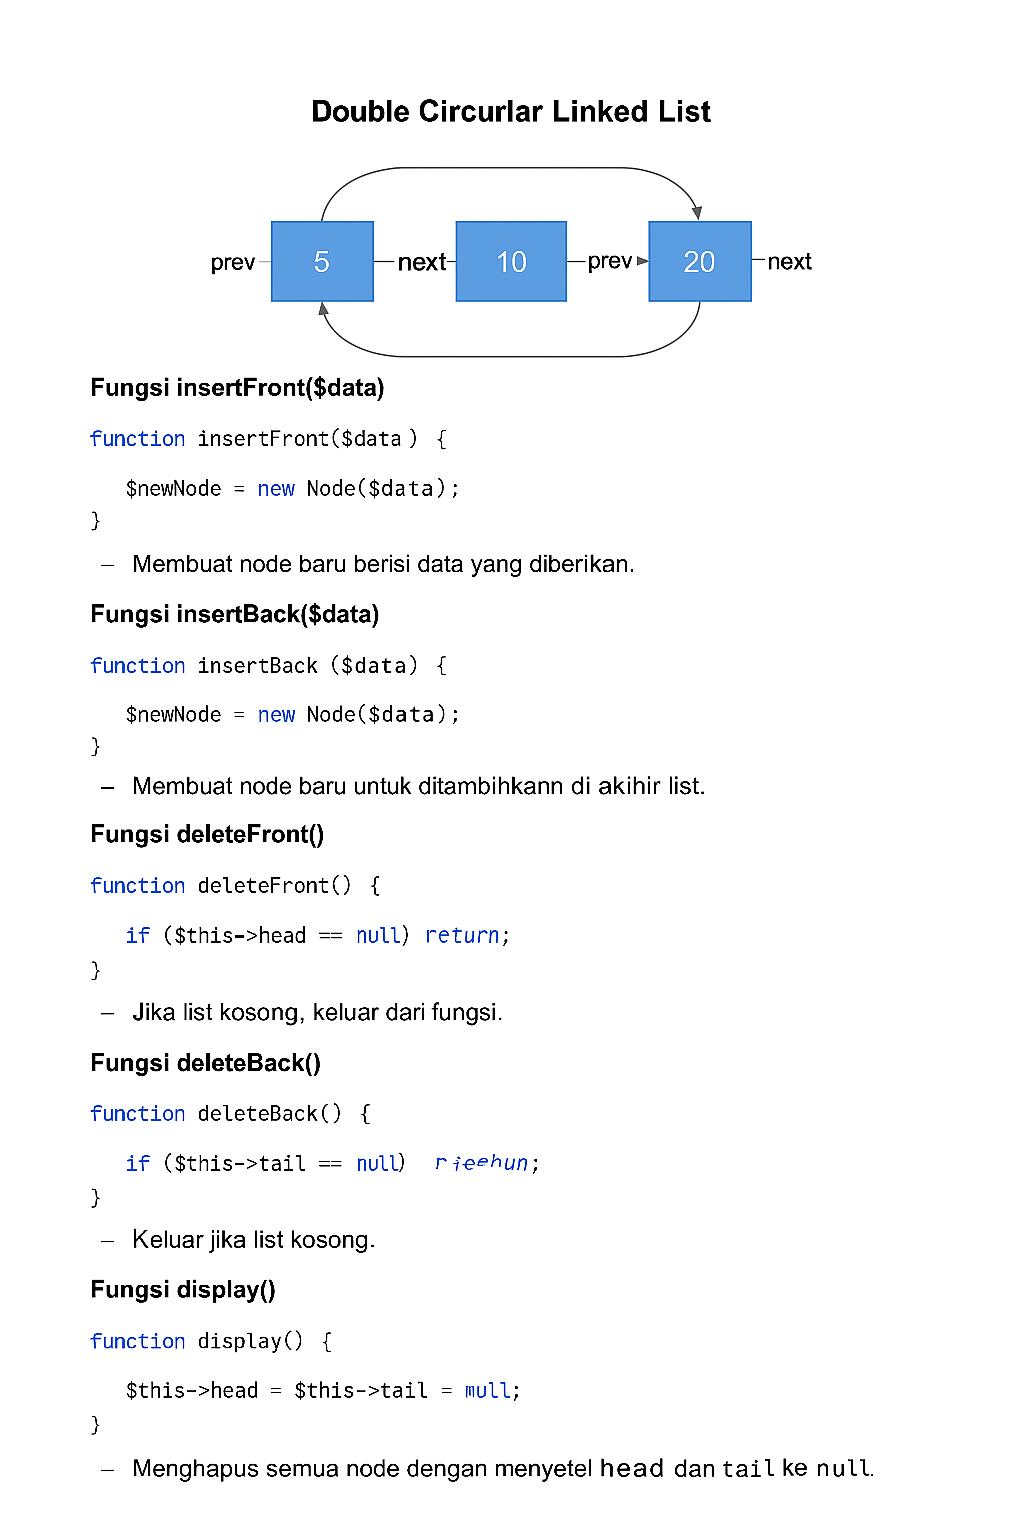 Double Circurlar Linked List
prev 5 next 10 prev 20 next
Fungsi insertFront($data)
function insertFront($data) {
$newNode = new Node($data);
}
– Membuat node baru berisi data yang diberikan.
Fungsi insertBack($data)
function insertBack ($data) {
$newNode = new Node($data);
}
– Membuat node baru untuk ditambihkann di akihir list.
Fungsi deleteFront()
function deleteFront() {
if ($this->head == null) return;
}
– Jika list kosong, keluar dari fungsi.
Fungsi deleteBack()
function deleteBack() {
if ($this->tail == null) ;
}
– Keluar jika list kosong.
Fungsi display()
function display() {
$this->head = $this->tail = mull;
}
– Menghapus semua node dengan menyetel head dan tail ke null.